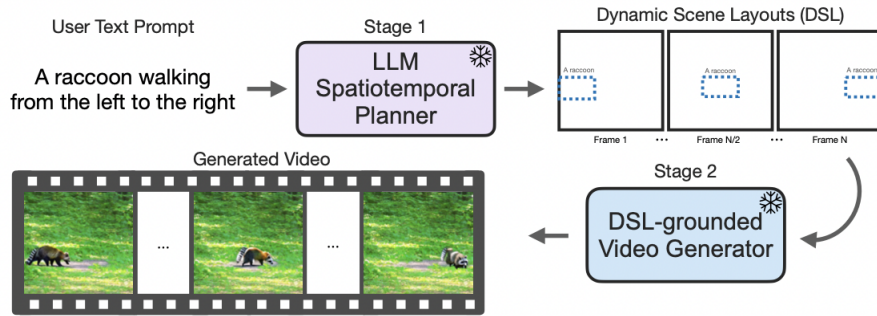 User Text Prompt
A raccoon walking
from the left to the right
Stage 1
LLM
Spatiotemporal
Planner
Dynamic Scene Layouts (DSL)
A raccoon
A raccoon
A raccoon
Frame 1 ... Frame N/2 ... Frame N
Stage 2
DSL-grounded
Video Generator
Generated Video
... ...